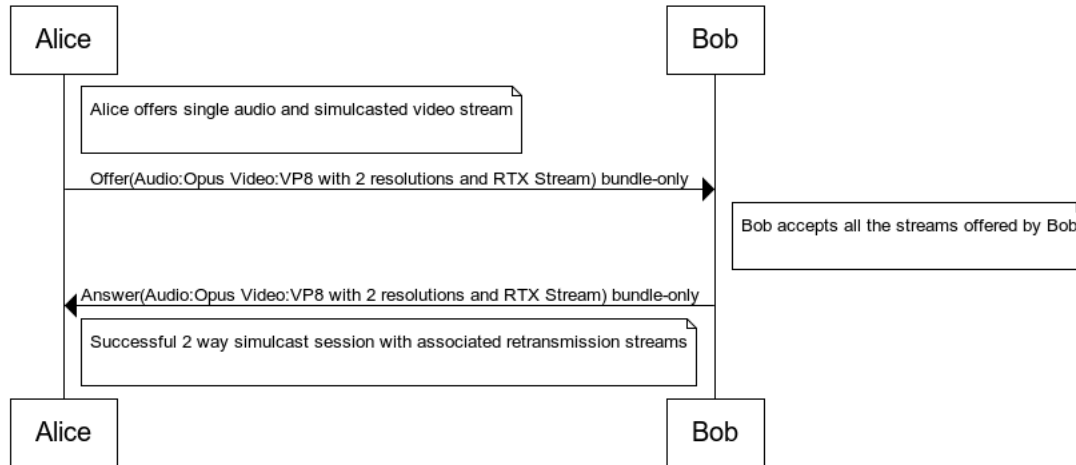 Alice
Bob
Alice offers single audio and simulcasted video stream
Offer(Audio:Opus Video:VP8 with 2 resolutions and RTX Stream) bundle-only
Bob accepts all the streams offered by Bob
Answer(Audio:Opus Video:VP8 with 2 resolutions and RTX Stream) bundle-only
Successful 2 way simulcast session with associated retransmission streams
Alice
Bob